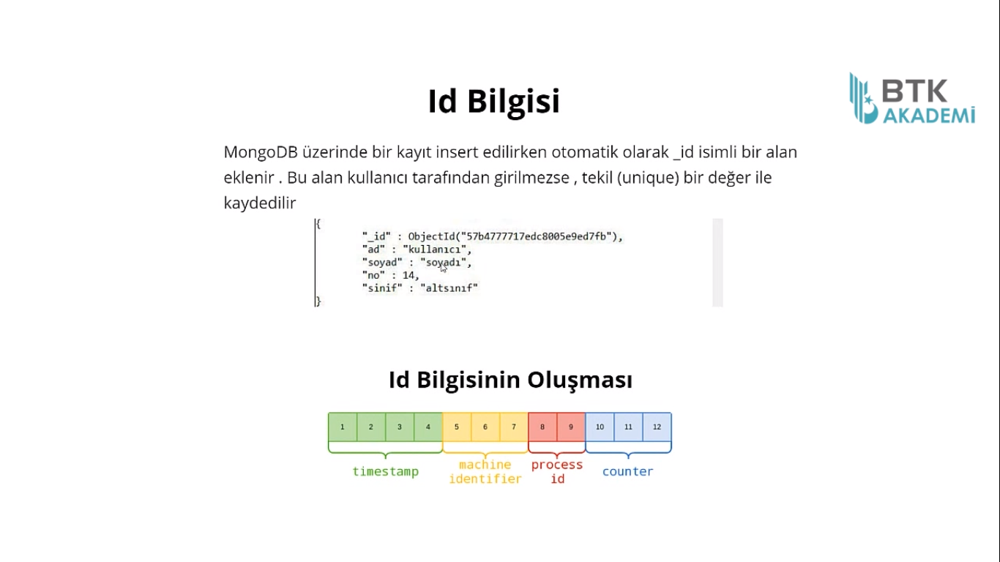 Id Bilgisi
BTK
AKADEMİ
MongoDB üzerinde bir kayıt insert edilirken otomatik olarak _id isimli bir alan
eklenir . Bu alan kullanıcı tarafından girilmezse , tekil (unique) bir değer ile
kaydedilir
{
"_id" : ObjectId("57b4777717edc8005e9ed7fb"),
"ad" : "kullanıcı",
"soyad" : "soyadı",
"no" : 14,
"sinif" : "altsınıf"
}
Id Bilgisinin Oluşması
1 2 3 4 5 6 7 8 9 10 11 12
timestamp
machine
identifier
process
id
counter